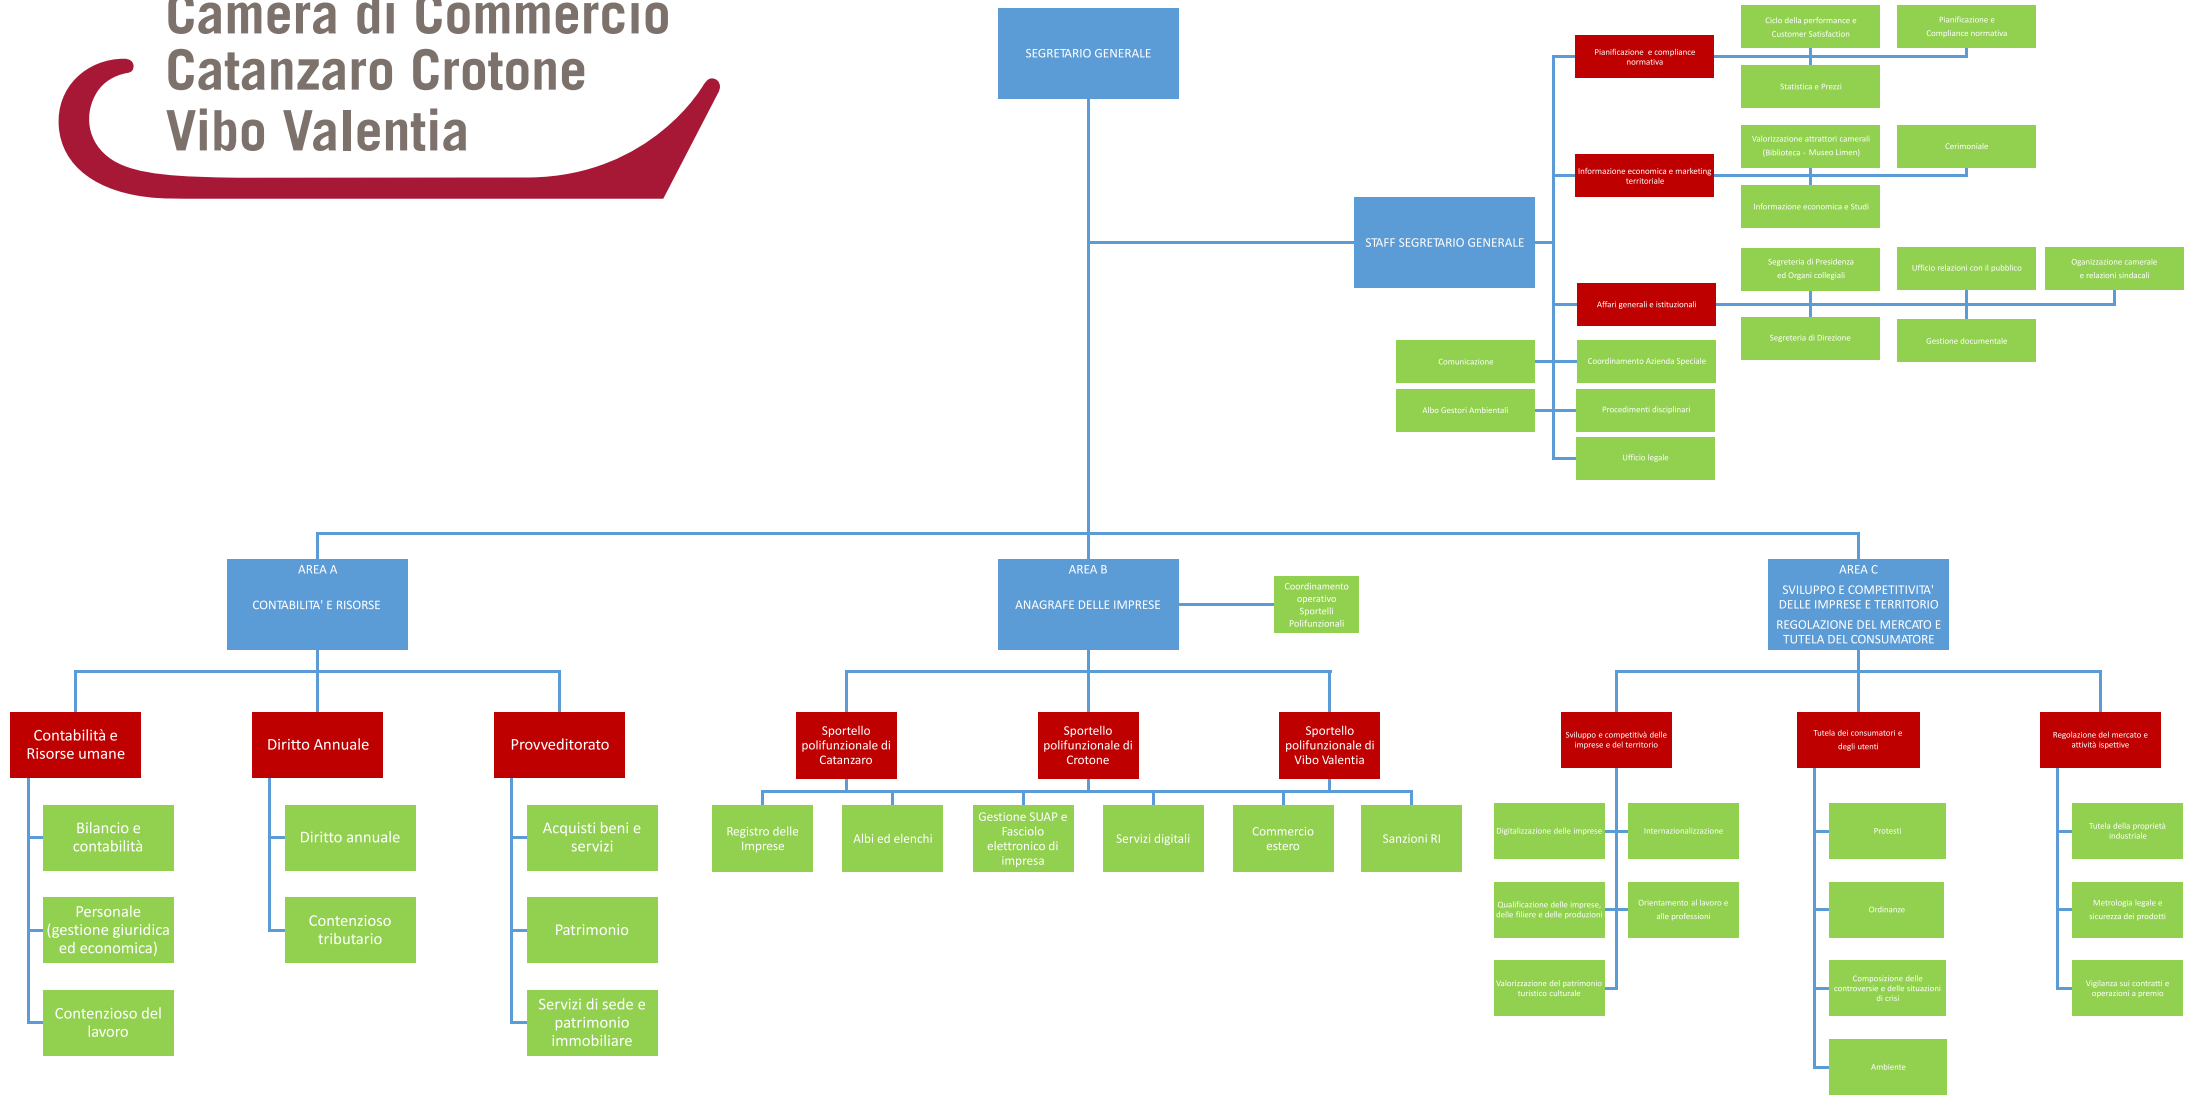 Camera di Commercio
Catanzaro Crotone
Vibo Valentia
SEGRETARIO GENERALE
Pianificazione e compliance
normativa
Ciclo della performance e
Customer Satisfaction
Pianificazione e
Compliance normativa
Statistica e Prezzi
Informazione economica e marketing
territoriale
Valorizzazione attrattori camerali
(Biblioteca - Museo Limen)
Cerimoniale
Informazione economica e Studi
STAFF SEGRETARIO GENERALE
Affari generali e istituzionali
Segreteria di Presidenza
ed Organi collegiali
Ufficio relazioni con il pubblico
Oganizzazione camerale
e relazioni sindacali
Segreteria di Direzione
Gestione documentale
Comunicazione
Coordinamento Azienda Speciale
Albo Gestori Ambientali
Procedimenti disciplinari
Ufficio legale
AREA A
CONTABILITA' E RISORSE
AREA B
ANAGRAFE DELLE IMPRESE
Coordinamento
operativo
Sportelli
Polifunzionali
AREA C
SVILUPPO E COMPETITIVITA'
DELLE IMPRESE E TERRITORIO
REGOLAZIONE DEL MERCATO E
TUTELA DEL CONSUMATORE
Contabilità e
Risorse umane
Diritto Annuale
Provveditorato
Bilancio e
contabilità
Diritto annuale
Acquisti beni e
servizi
Personale
(gestione giuridica
ed economica)
Contenzioso
tributario
Patrimonio
Contenzioso del
lavoro
Servizi di sede e
patrimonio
immobiliare
Sportello
polifunzionale di
Catanzaro
Sportello
polifunzionale di
Crotone
Sportello
polifunzionale di
Vibo Valentia
Registro delle
Imprese
Albi ed elenchi
Gestione SUAP e
Fasciolo
elettronico di
impresa
Servizi digitali
Commercio
estero
Sanzioni RI
Sviluppo e competitivà delle
imprese e del territorio
Tutela dei consumatori e
degli utenti
Regolazione del mercato e
attività ispettive
Digitalizzazione delle imprese
Internazionalizzazione
Qualificazione delle imprese,
delle filiere e delle produzioni
Orientamento al lavoro e
alle professioni
Valorizzazione del patrimonio
turistico culturale
Protesti
Ordinanze
Composizione delle
controversie e delle situazioni
di crisi
Ambiente
Tutela della proprietà
industriale
Metrologia legale e
sicurezza dei prodotti
Vigilanza sui contratti e
operazioni a premio